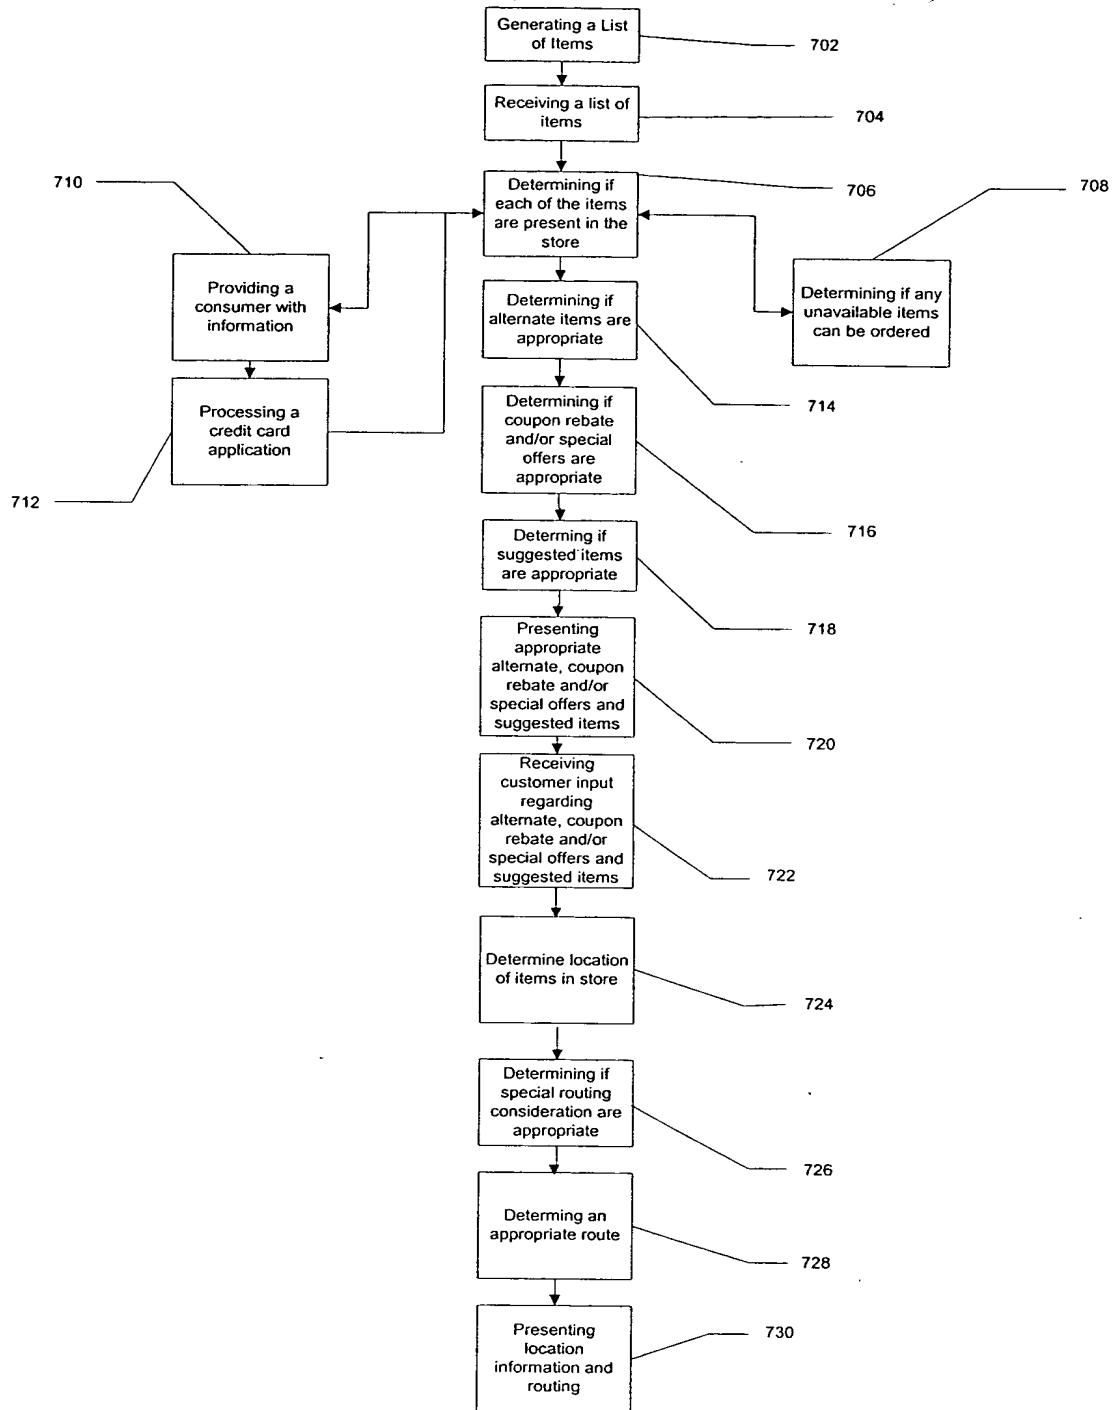 Generating a List
of Items
702
Receiving a list of
items
704
Determining if
each of the items
are present in the
store
706
708
710
Providing a
consumer with
information
Determining if any
unavailable items
can be ordered
Determining if
alternate items are
appropriate
714
Processing a
credit card
application
712
Determining if
coupon rebate
and/or special
offers are
appropriate
716
Determing if
suggested items
are appropriate
718
Presenting
appropriate
alternate, coupon
rebate and/or
special offers and
suggested items
720
Receiving
customer input
regarding
alternate, coupon
rebate and/or
special offers and
suggested items
722
Determine location
of items in store
724
Determining if
special routing
consideration are
appropriate
726
Determing an
appropriate route
728
Presenting
location
information and
routing
730